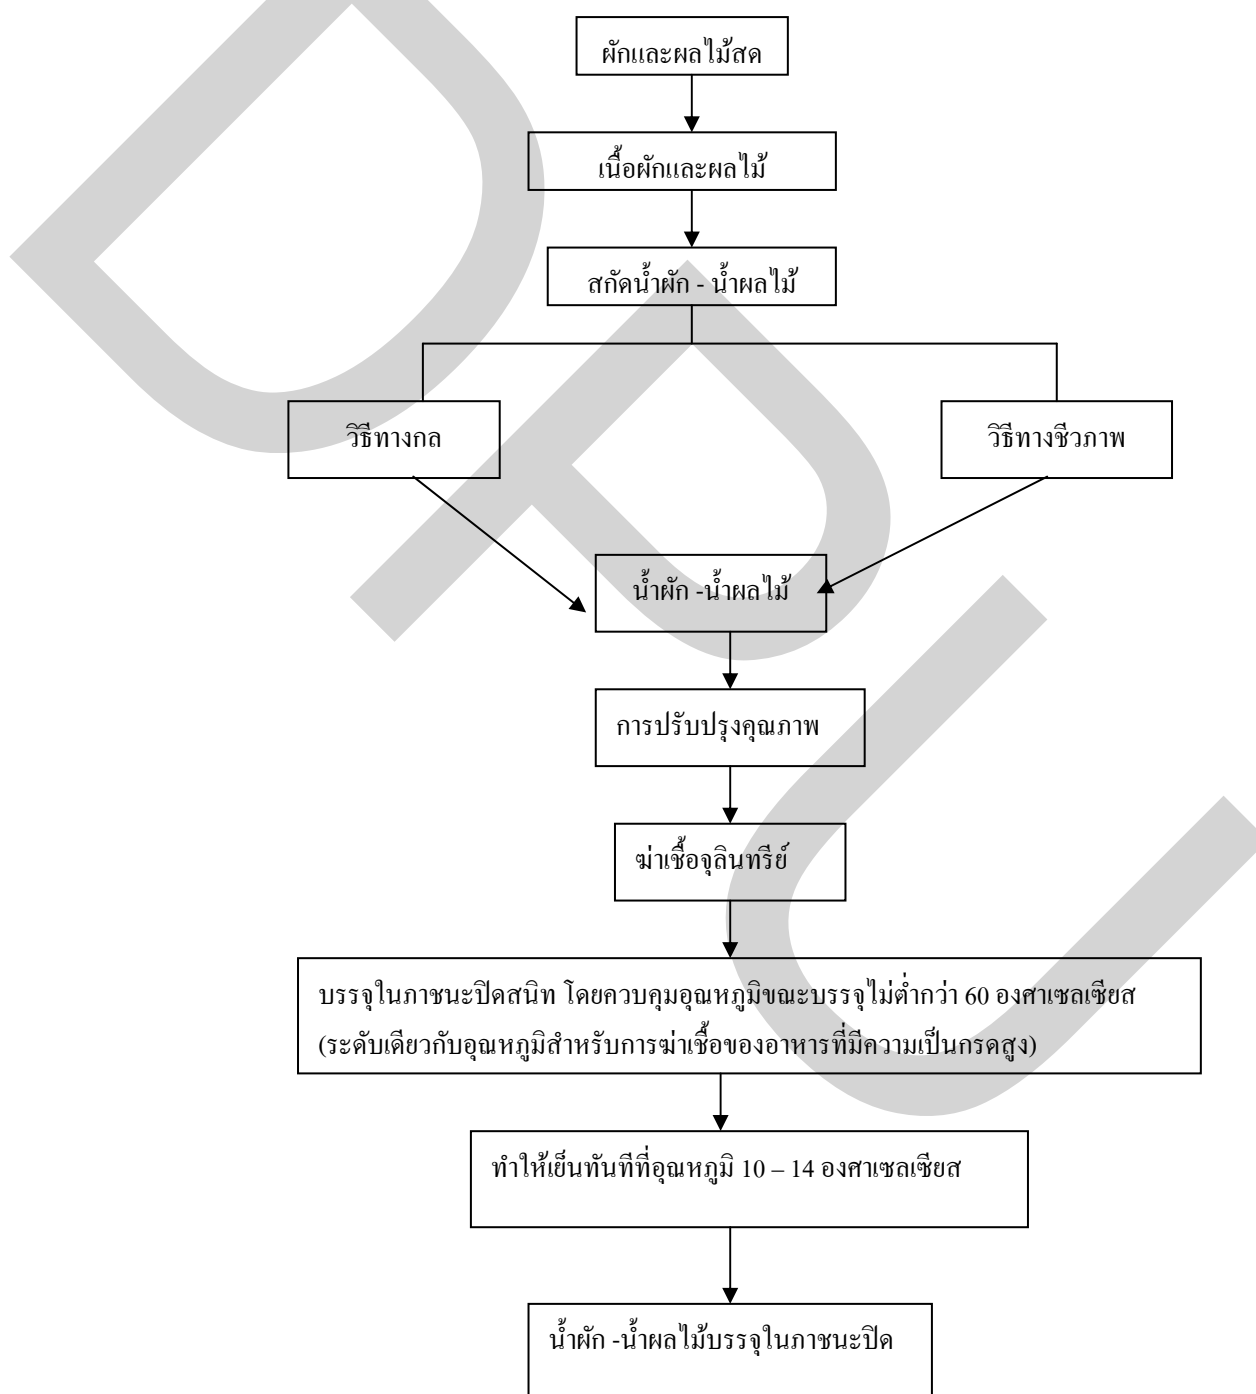 ผักและผลไม้สด
เนื้อผักและผลไม้
สกัดน้ำผัก - น้ำผลไม้
วิธีทางกล
วิธีทางชีวภาพ
น้ำผัก -น้ำผลไม้
การปรับปรุงคุณภาพ
ฆ่าเชื้อจุลินทรีย์
บรรจุในภาชนะปิดสนิท โดยควบคุมอุณหภูมิขณะบรรจุไม่ต่ำกว่า 60 องศาเซลเซียส
(ระดับเดียวกับอุณหภูมิสำหรับการฆ่าเชื้อของอาหารที่มีความเป็นกรดสูง)
ทำให้เย็นทันทีที่อุณหภูมิ 10 – 14 องศาเซลเซียส
น้ำผัก -น้ำผลไม้บรรจุในภาชนะปิด
DPU